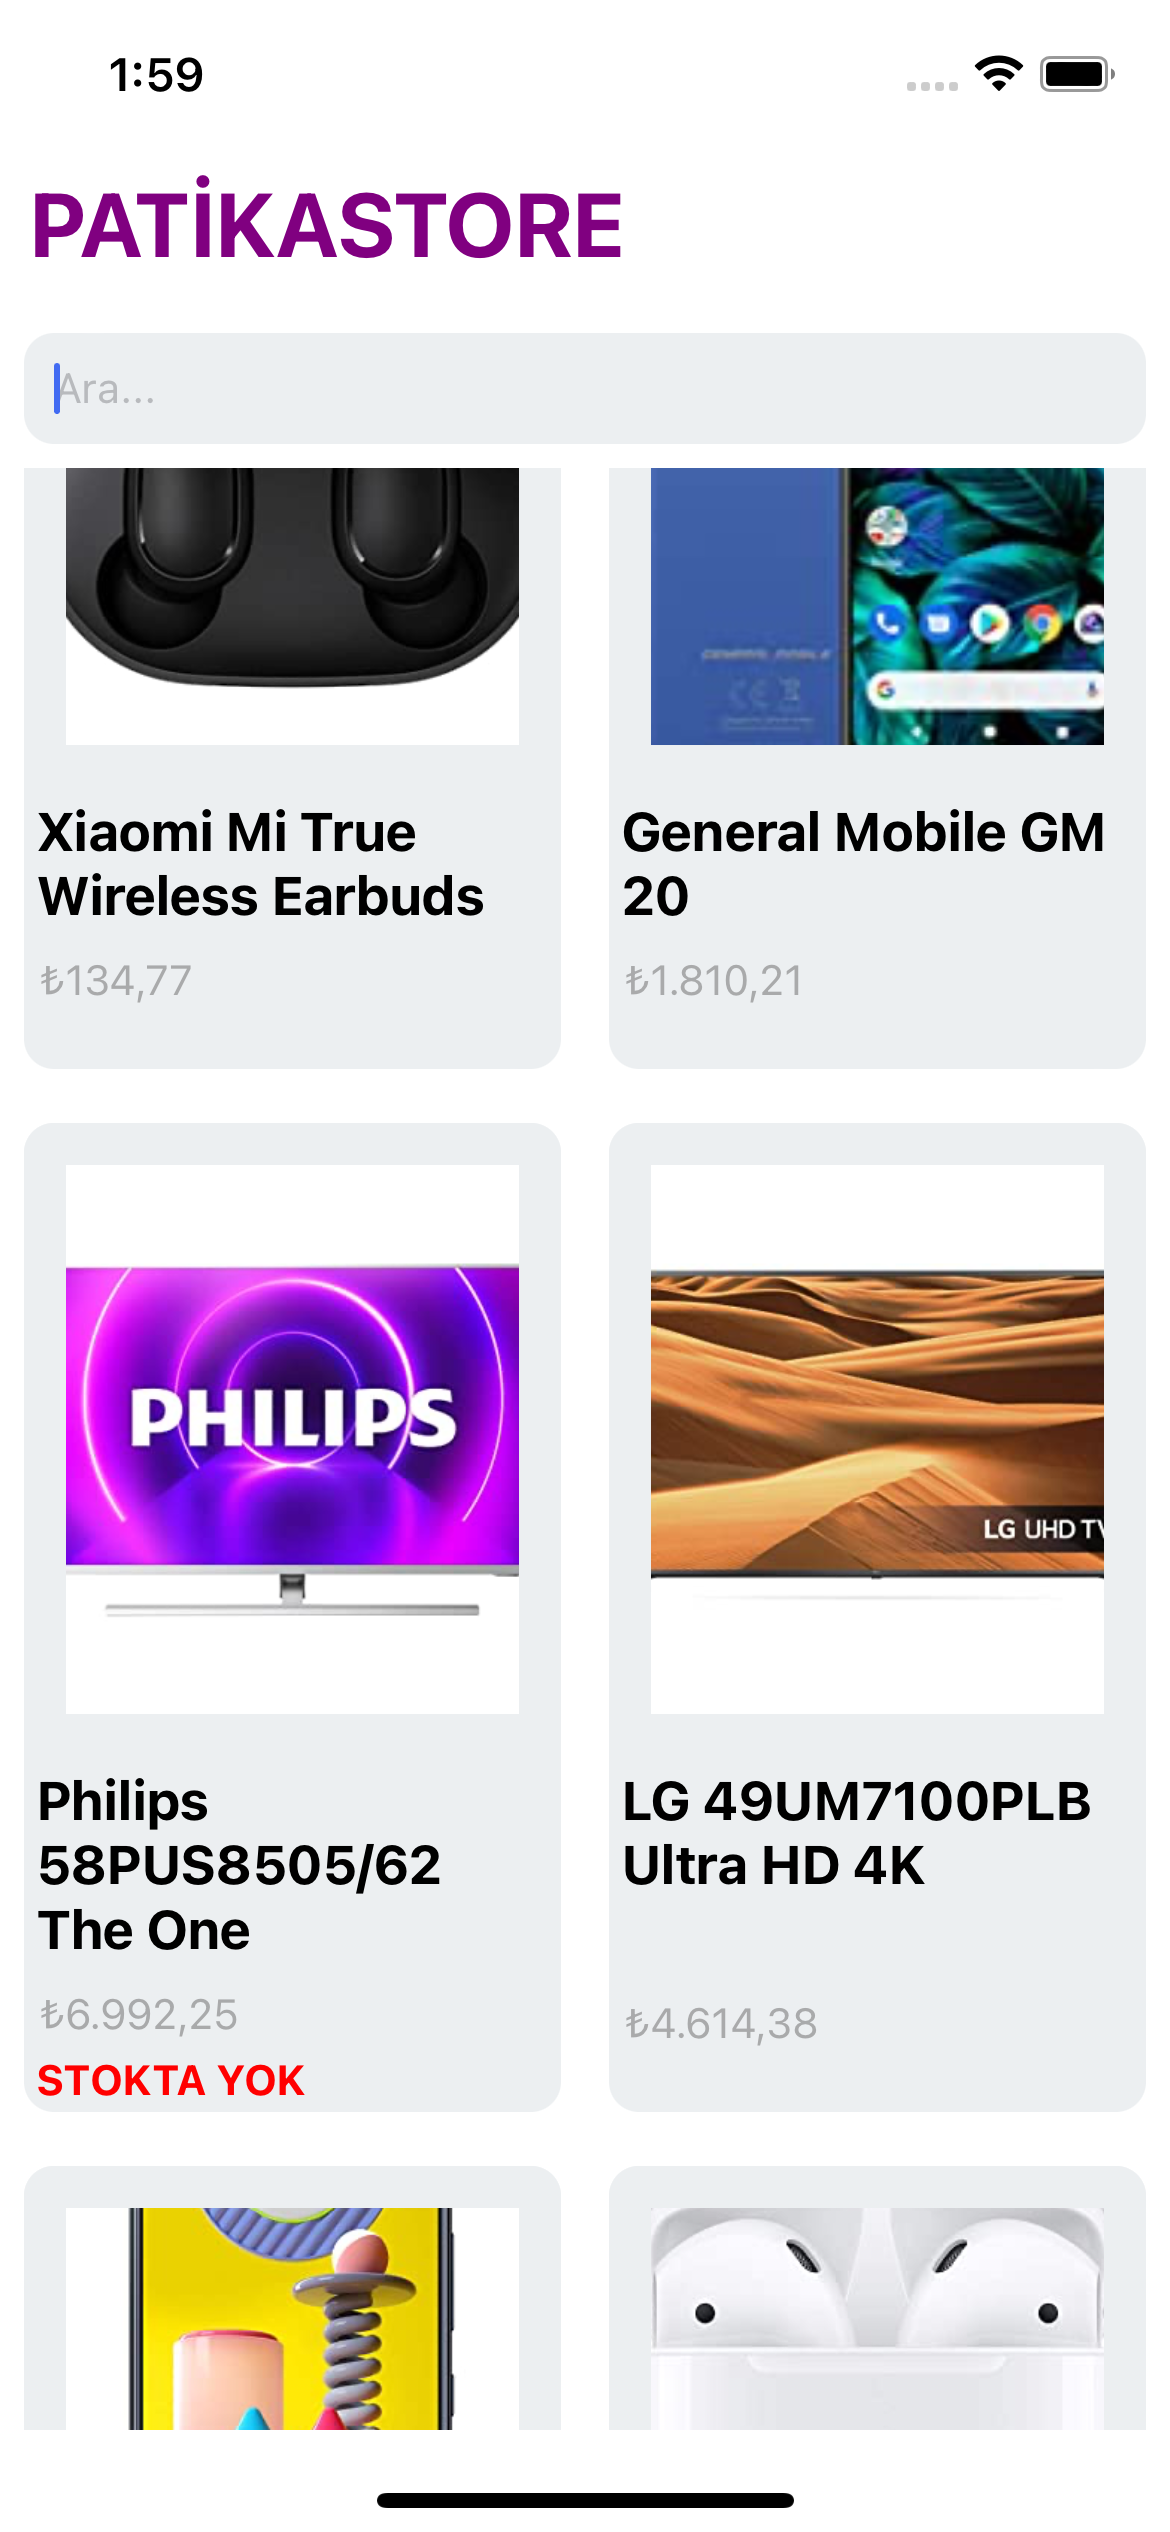 1:59
PATİKASTORE
Ara...
GENERAL MOBILE
Xiaomi Mi True
Wireless Earbuds
₺134,77
General Mobile GM
20
₺1.810,21
PHILIPS
LG UHD TV
Philips
58PUS8505/62
The One
₺6.992,25
STOKTA YOK
LG 49UM7100PLB
Ultra HD 4K
₺4.614,38